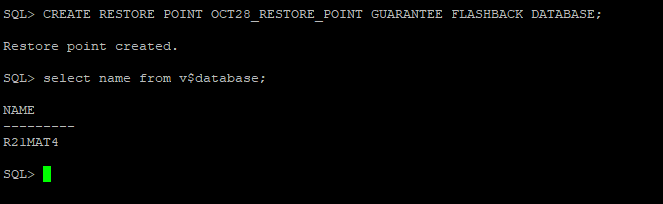 SQL> CREATE RESTORE POINT OCT28_RESTORE_POINT GUARANTEE FLASHBACK DATABASE;
Restore point created.
SQL> select name from v$database;
NAME
---------
R21MAT4
SQL>